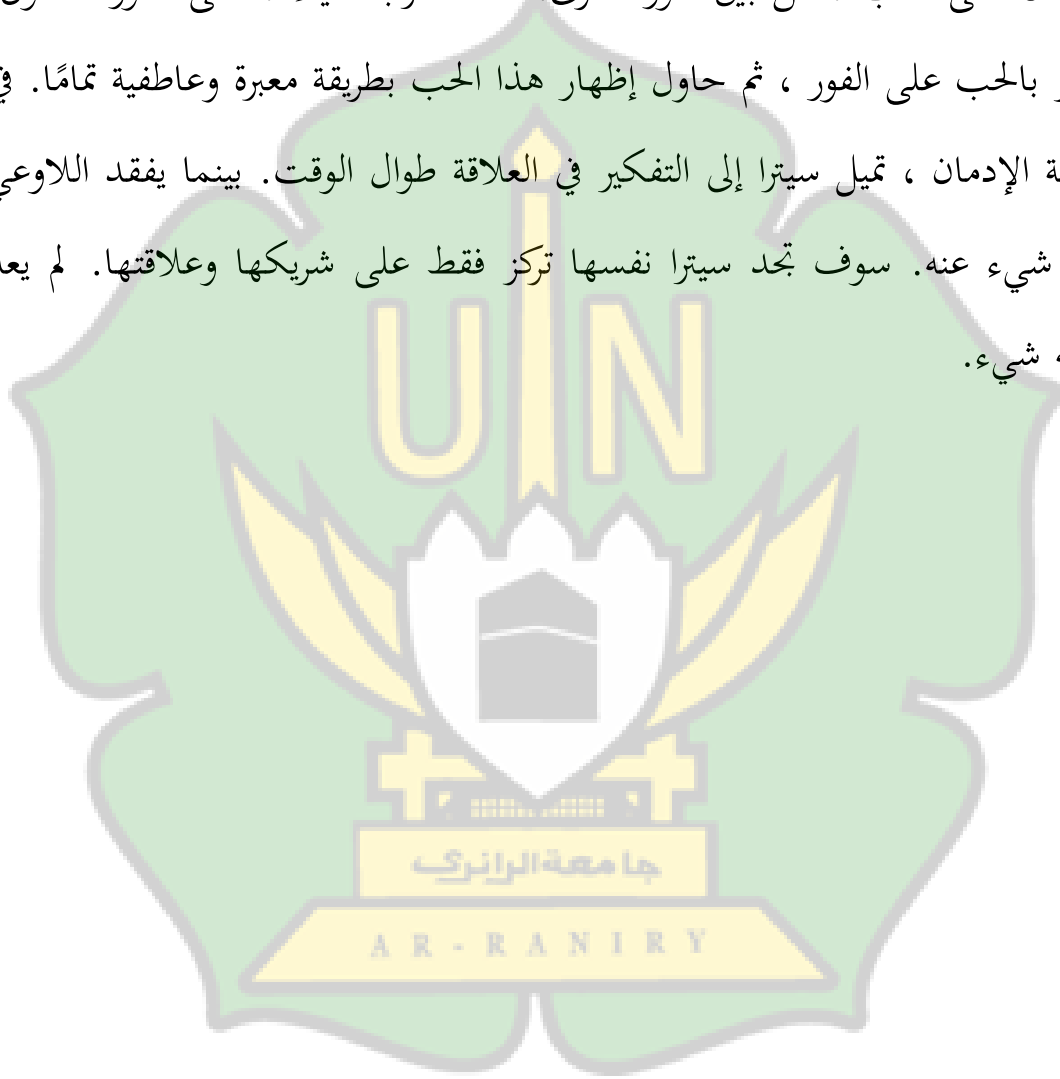 بالحب على الفور ، ثم حاول إظهار هذا الحب بطريقة معبرة وعاطفية تمامًا. في
الإدمان ، تميل سيترا إلى التفكير في العلاقة طوال الوقت. بينما يفقد اللاوعي
شيء عنه. سوف تجد سيترا نفسها تركز فقط على شريكها وعلاقتها. لم يعد
شيء.
UIN
جامعة الرانري
AR-RANIRY